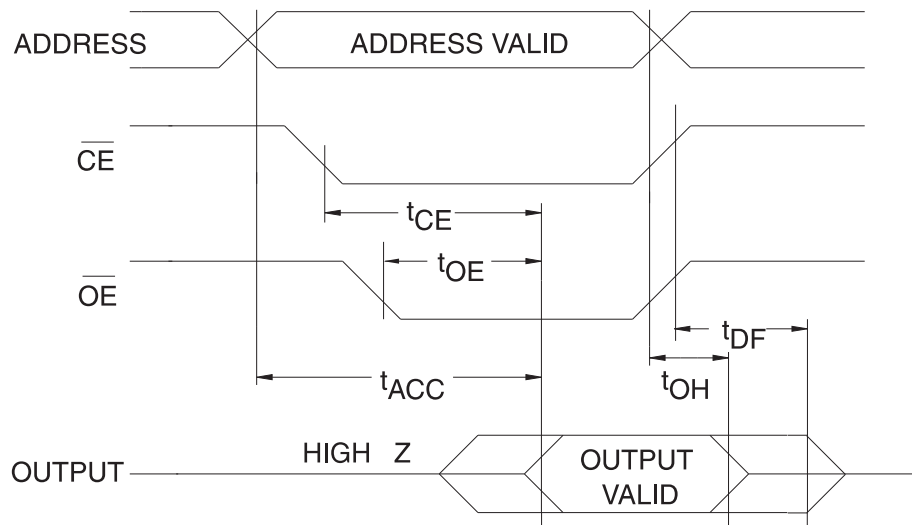 ADDRESS
ADDRESS VALID
CE
tCE
OE
tOE
tDF
tACC
tOH
HIGH Z
OUTPUT
OUTPUT
VALID